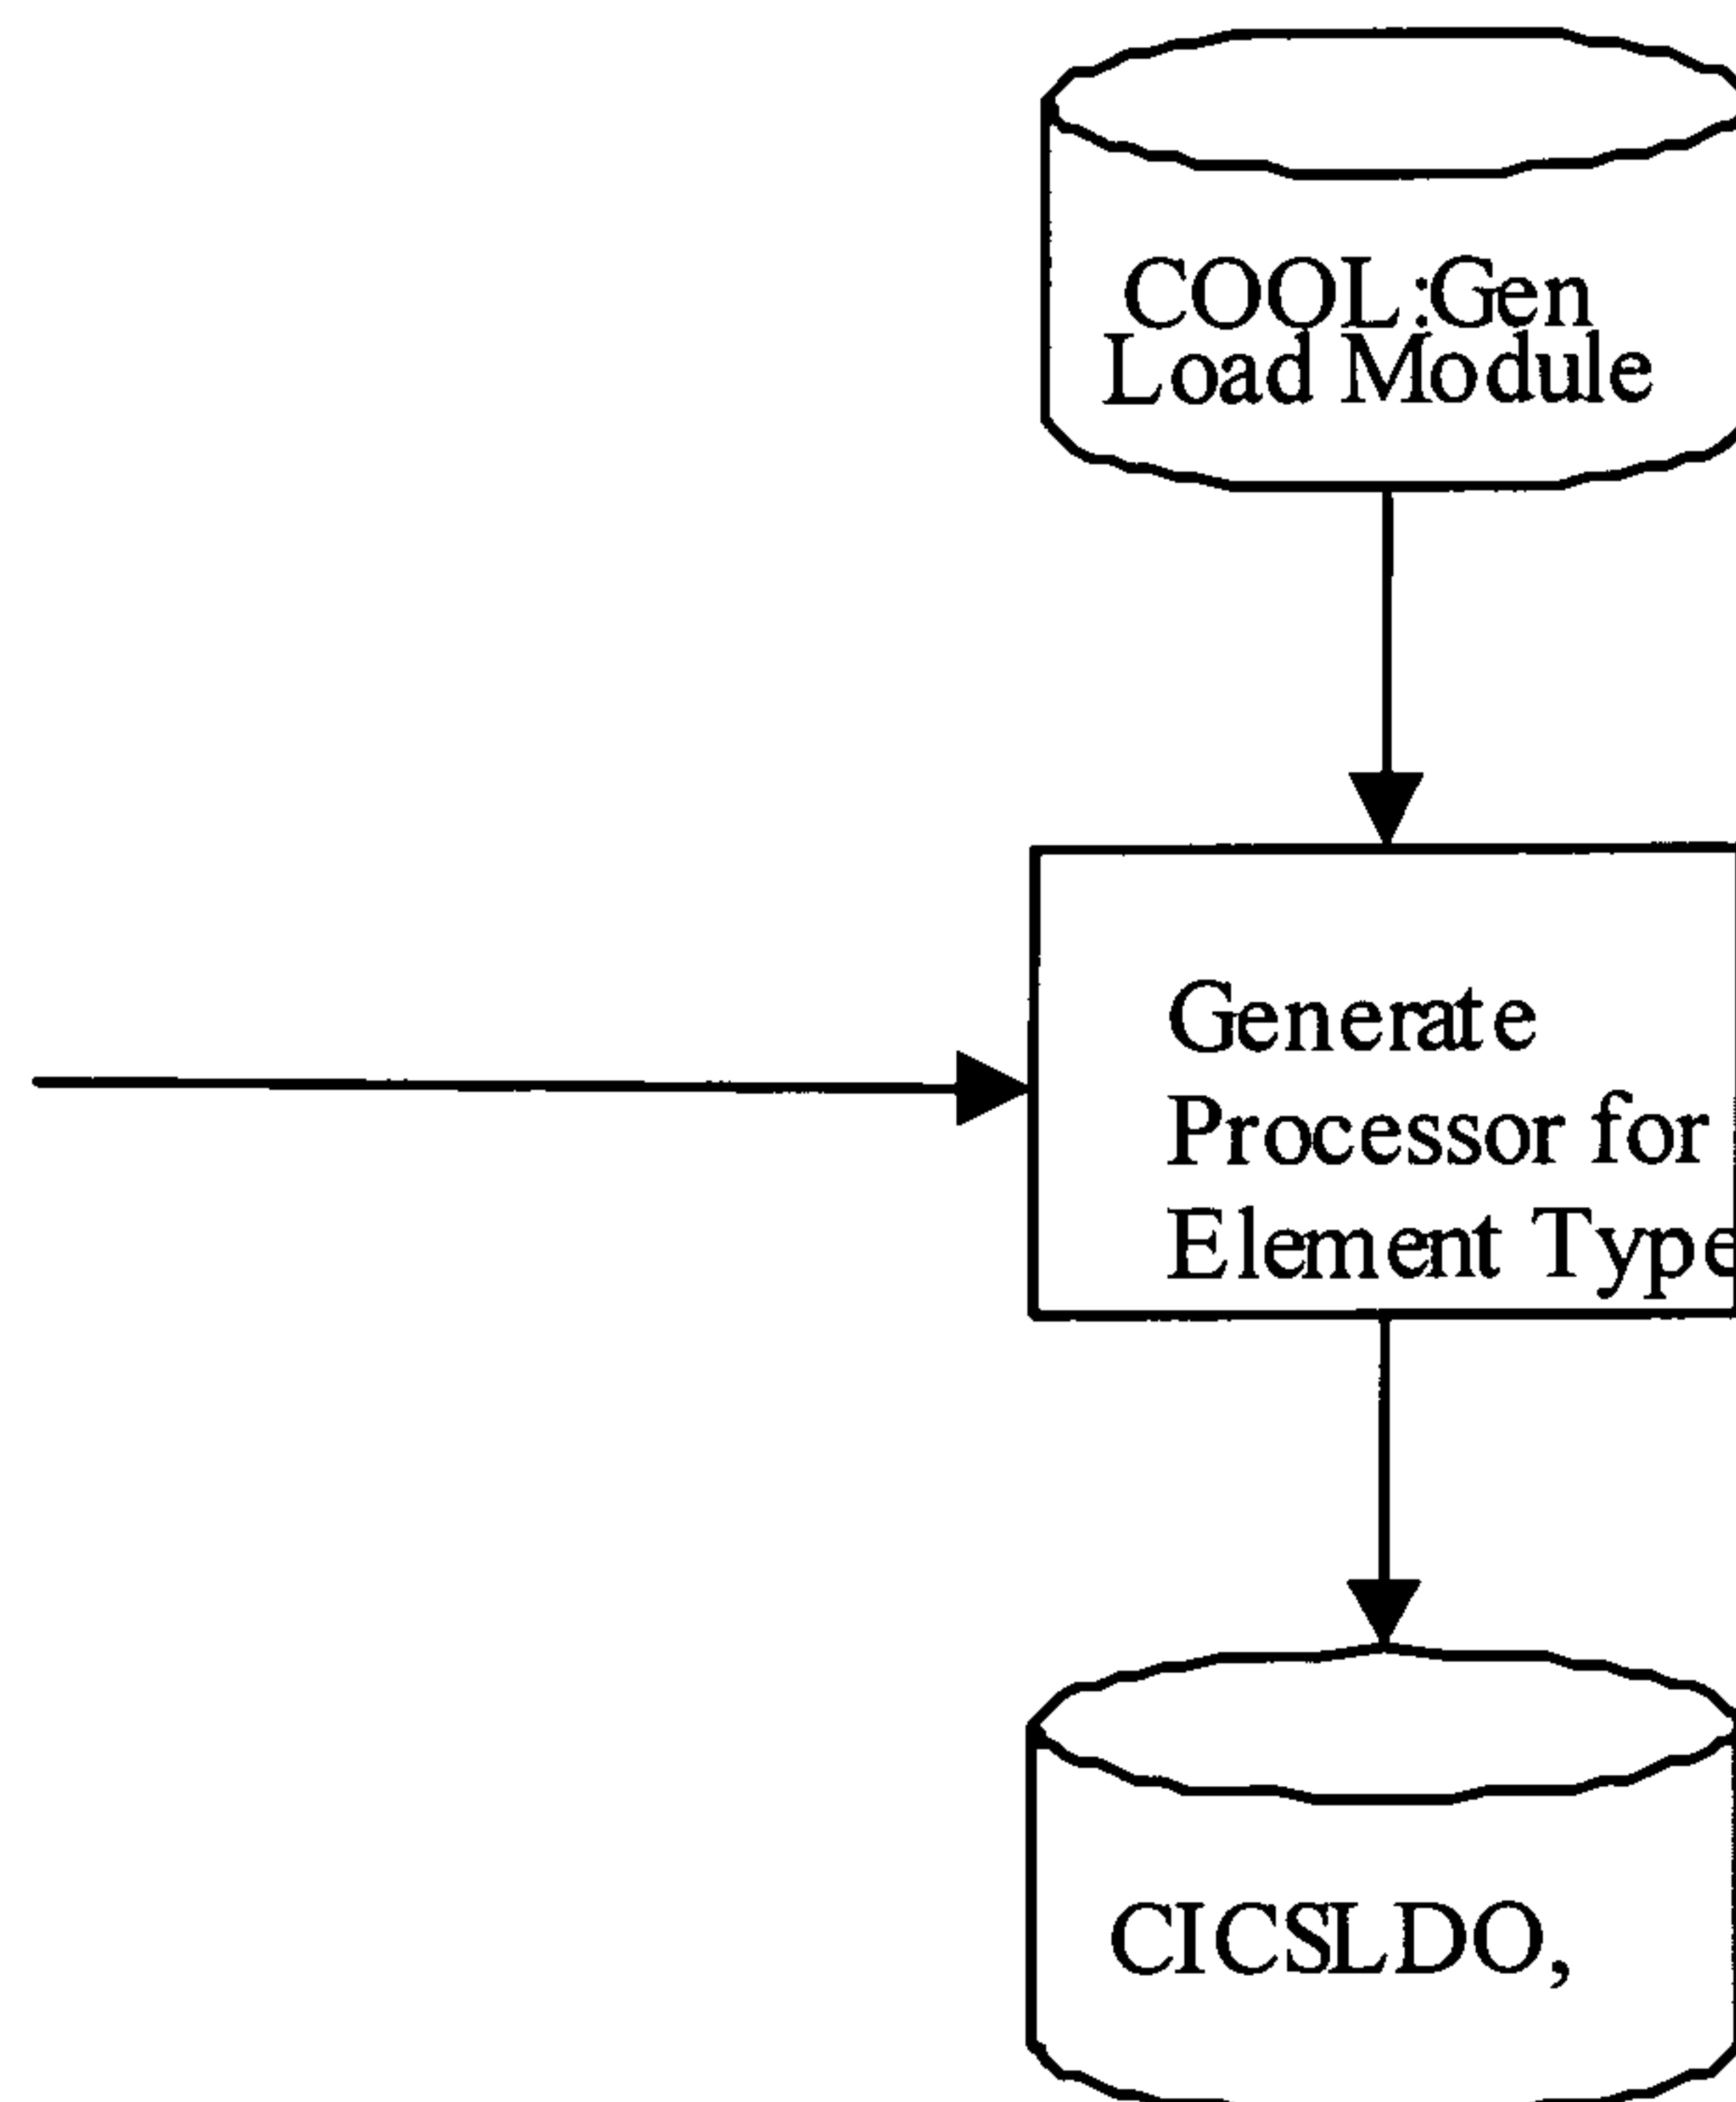 COOL:Gen
Load Module
Generate
Processor for
Element Type
CICSLDO,